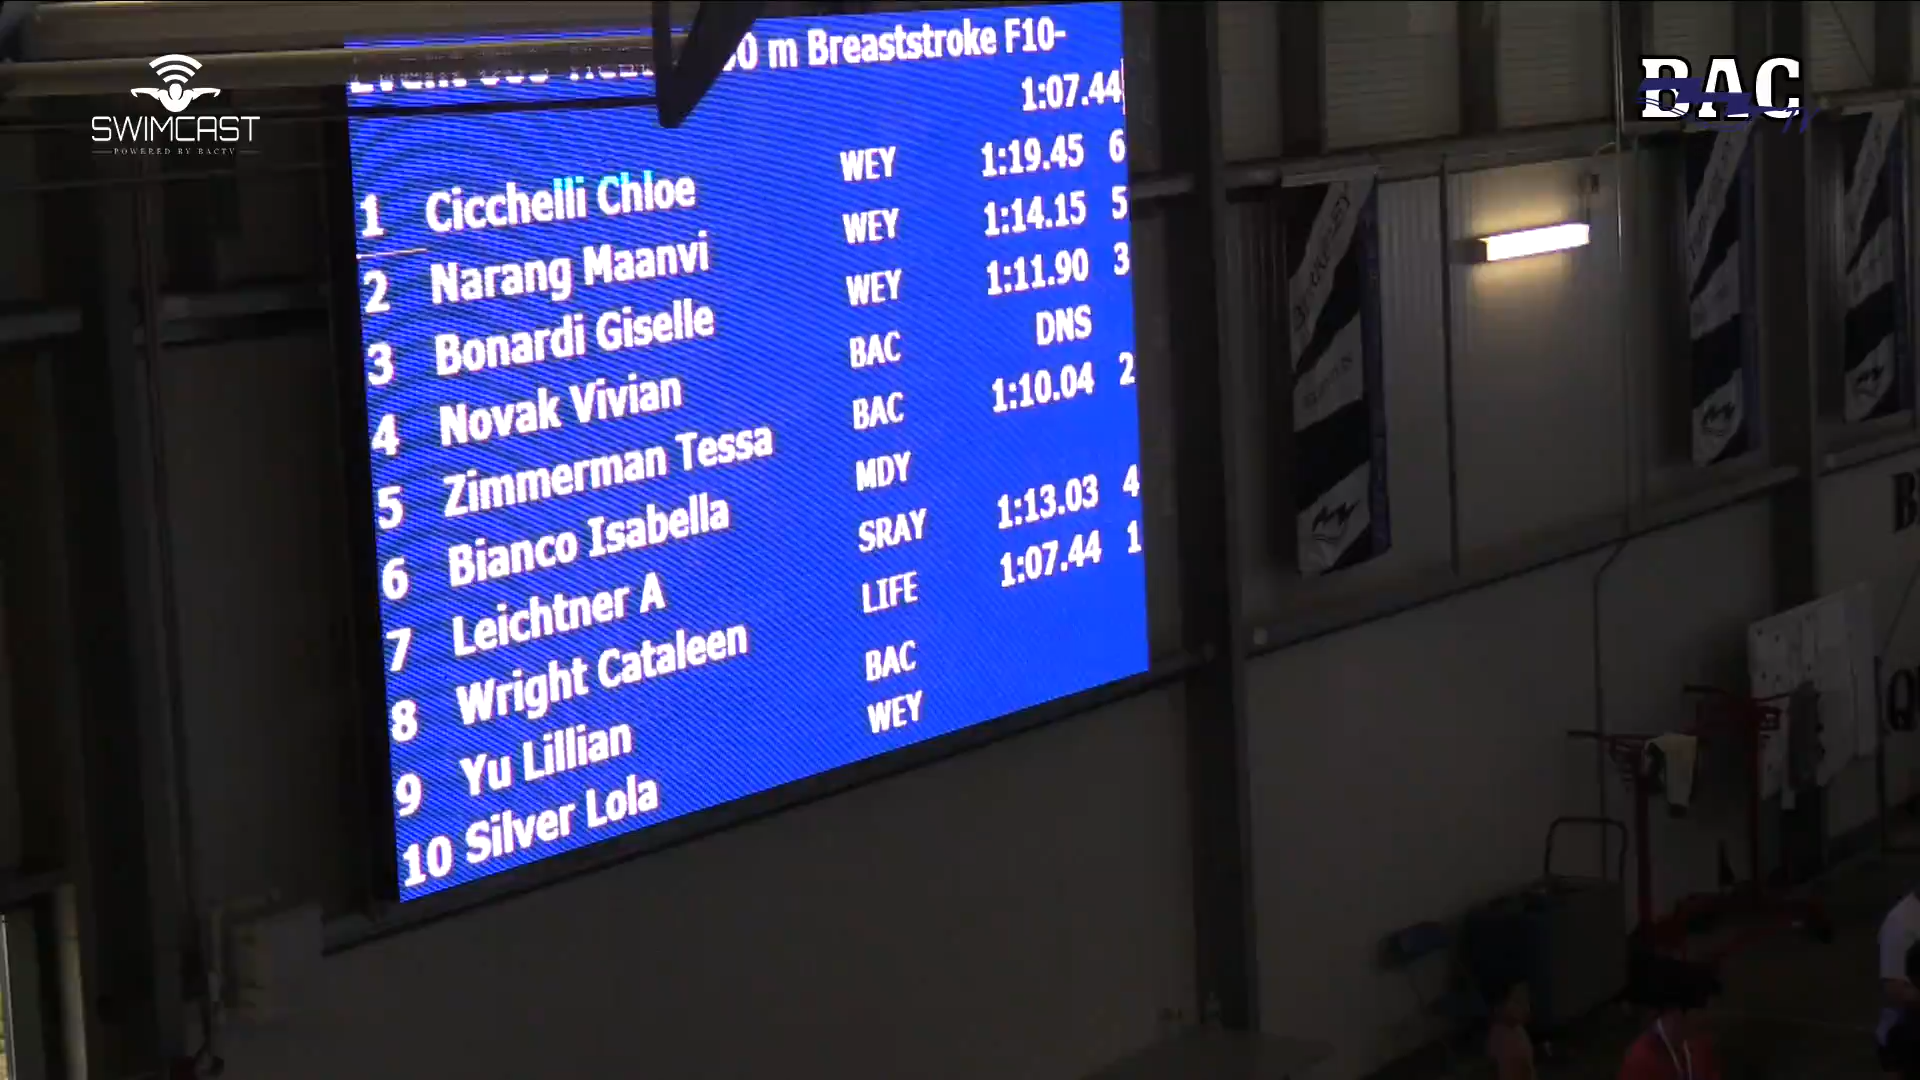 SWIMCAST
POWERED BY BACTV
BAC
m Breaststroke F10-
1:07.44
1 Cicchelli Chloe WEY 1:19.45 6
2 Narang Maanvi WEY 1:14.15 5
3 Bonardi Giselle WEY 1:11.90 3
4 Novak Vivian BAC DNS
5 Zimmerman Tessa BAC 1:10.04 2
6 Bianco Isabella MDY
7 Leichtner A SRAY 1:13.03 4
8 Wright Cataleen LIFE 1:07.44 1
9 Yu Lillian BAC
10 Silver Lola WEY